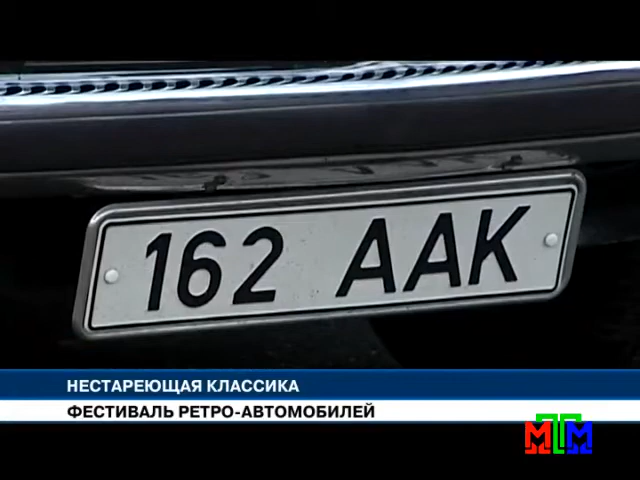 162 AAK
НЕСТАРЕЮЩАЯ КЛАССИКА
ФЕСТИВАЛЬ РЕТРО-АВТОМОБИЛЕЙ
МТМ